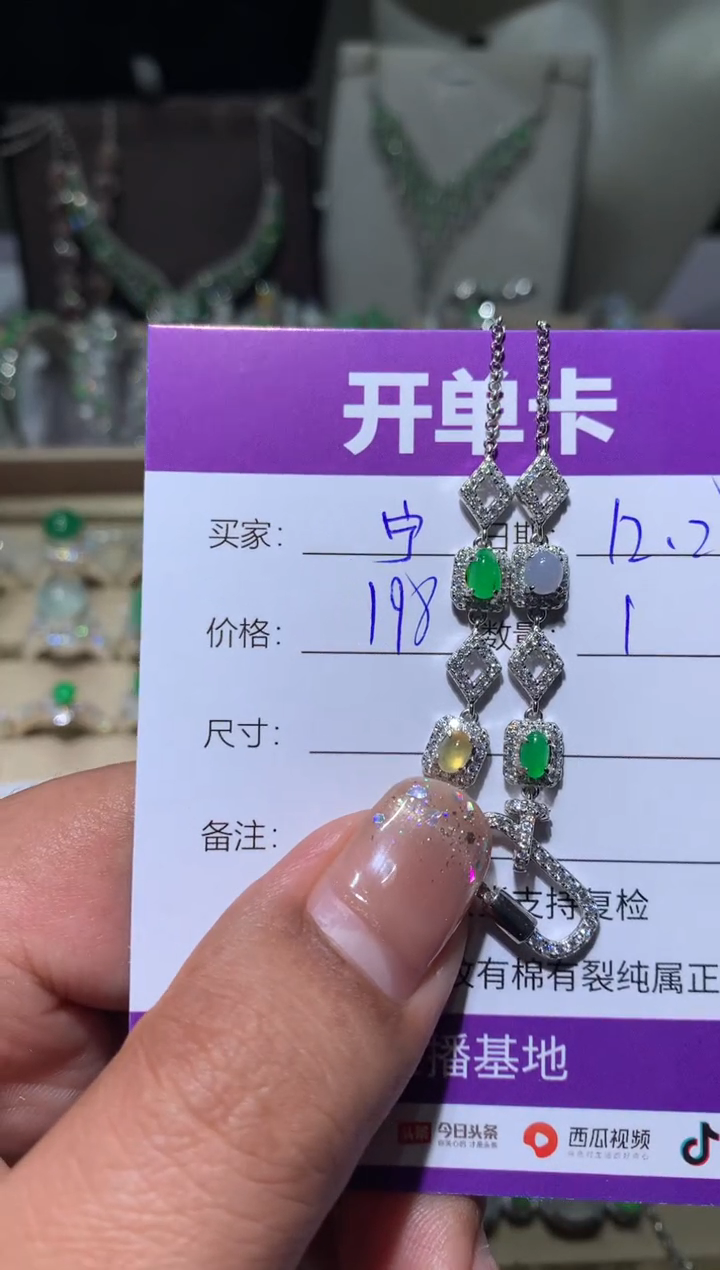 开单卡
买家： 宁 日期 12.2
价格： 198 数量： 1
尺寸：
备注：
支持复检
有棉有裂纯属正
播基地
头条 今日头条 西瓜视频